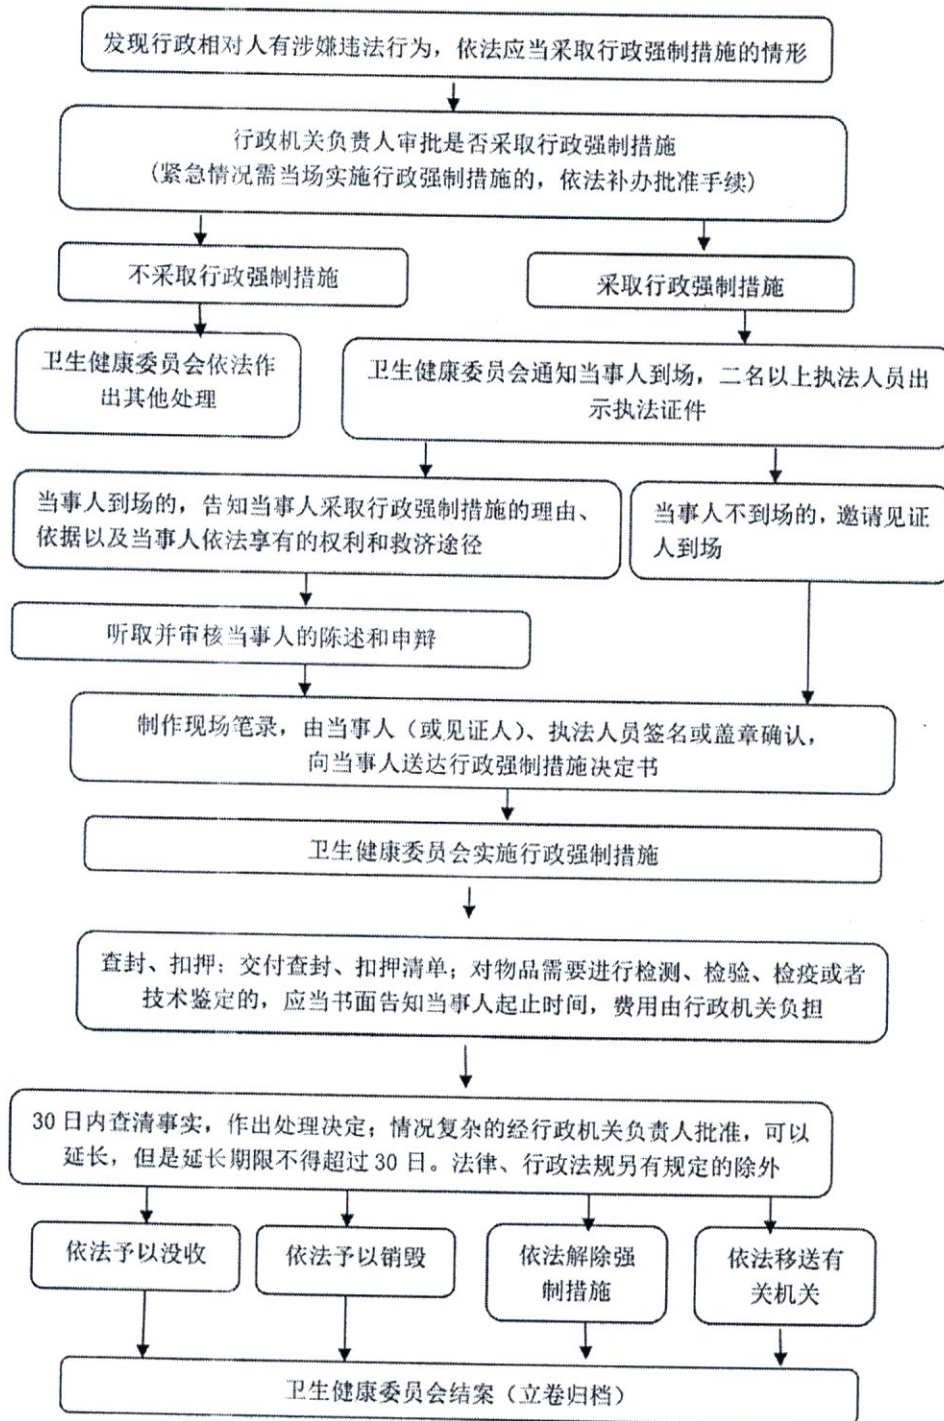 发现行政相对人有涉嫌违法行为，依法应当采取行政强制措施的情形
行政机关负责人审批是否采取行政强制措施
(紧急情况需当场实施行政强制措施的，依法补办批准手续)
不采取行政强制措施
采取行政强制措施
卫生健康委员会依法作
出其他处理
卫生健康委员会通知当事人到场，二名以上执法人员出
示执法证件
当事人到场的，告知当事人采取行政强制措施的理由、
依据以及当事人依法享有的权利和救济途径
当事人不到场的，邀请见证
人到场
听取并审核当事人的陈述和申辩
制作现场笔录，由当事人（或见证人）、执法人员签名或盖章确认，
向当事人送达行政强制措施决定书
卫生健康委员会实施行政强制措施
查封、扣押：交付查封、扣押清单；对物品需要进行检测、检验、检疫或者
技术鉴定的，应当书面告知当事人起止时间，费用由行政机关负担
30 日内查清事实，作出处理决定；情况复杂的经行政机关负责人批准，可以
延长，但是延长期限不得超过 30 日。法律、行政法规另有规定的除外
依法予以没收
依法予以销毁
依法解除强
制措施
依法移送有
关机关
卫生健康委员会结案（立卷归档）